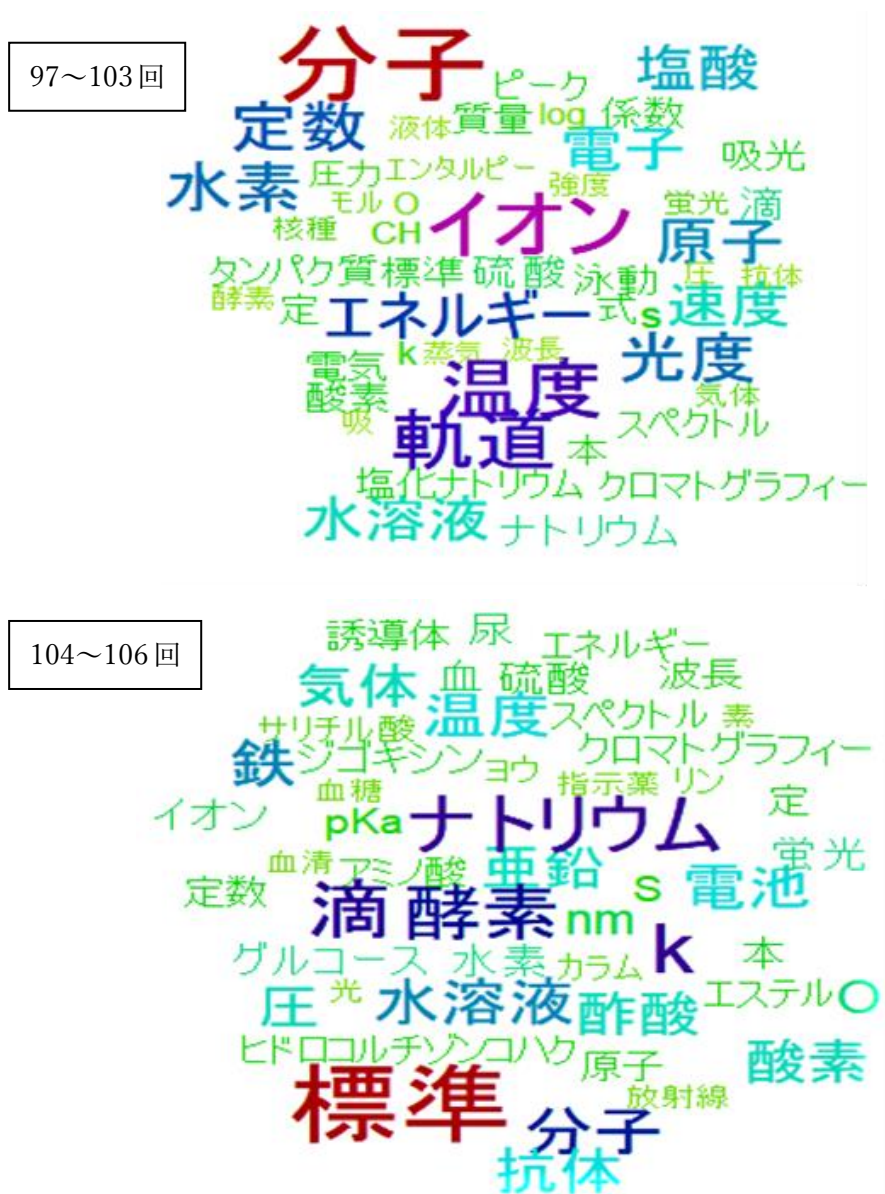 97～103回
分子
塩酸
ピーク
定数 液体 質量 log 係数
電子 吸光
水素 圧力 エンタルピー 強度
モル O 蛍光 滴
核種 CH イオン 原子
タンパク質 標準 硫酸 泳動 圧 抗体
酵素 定 エネルギー 式 s 速度
k 蒸気 波長 光度
電気 温度 気体
酸素
吸 軌道 本 スペクトル
塩化ナトリウム クロマトグラフィー
水溶液 ナトリウム
104～106回
誘導体 尿 エネルギー
気体 血 硫酸 波長
サリチル酸 温度 スペクトル 素
鉄 ジゴキシン ョウ クロマトグラフィー
血糖 指示薬 リン
イオン pKa ナトリウム 定
血清 アミノ酸 亜鉛 蛍光
定数 滴 酵素 nm S 電池
グルコース 水素 カラム k 本
圧 光 水溶液 酢酸 エステル O
ヒドロコルチゾン コハク 原子 酸素
標準 放射線
分子
抗体